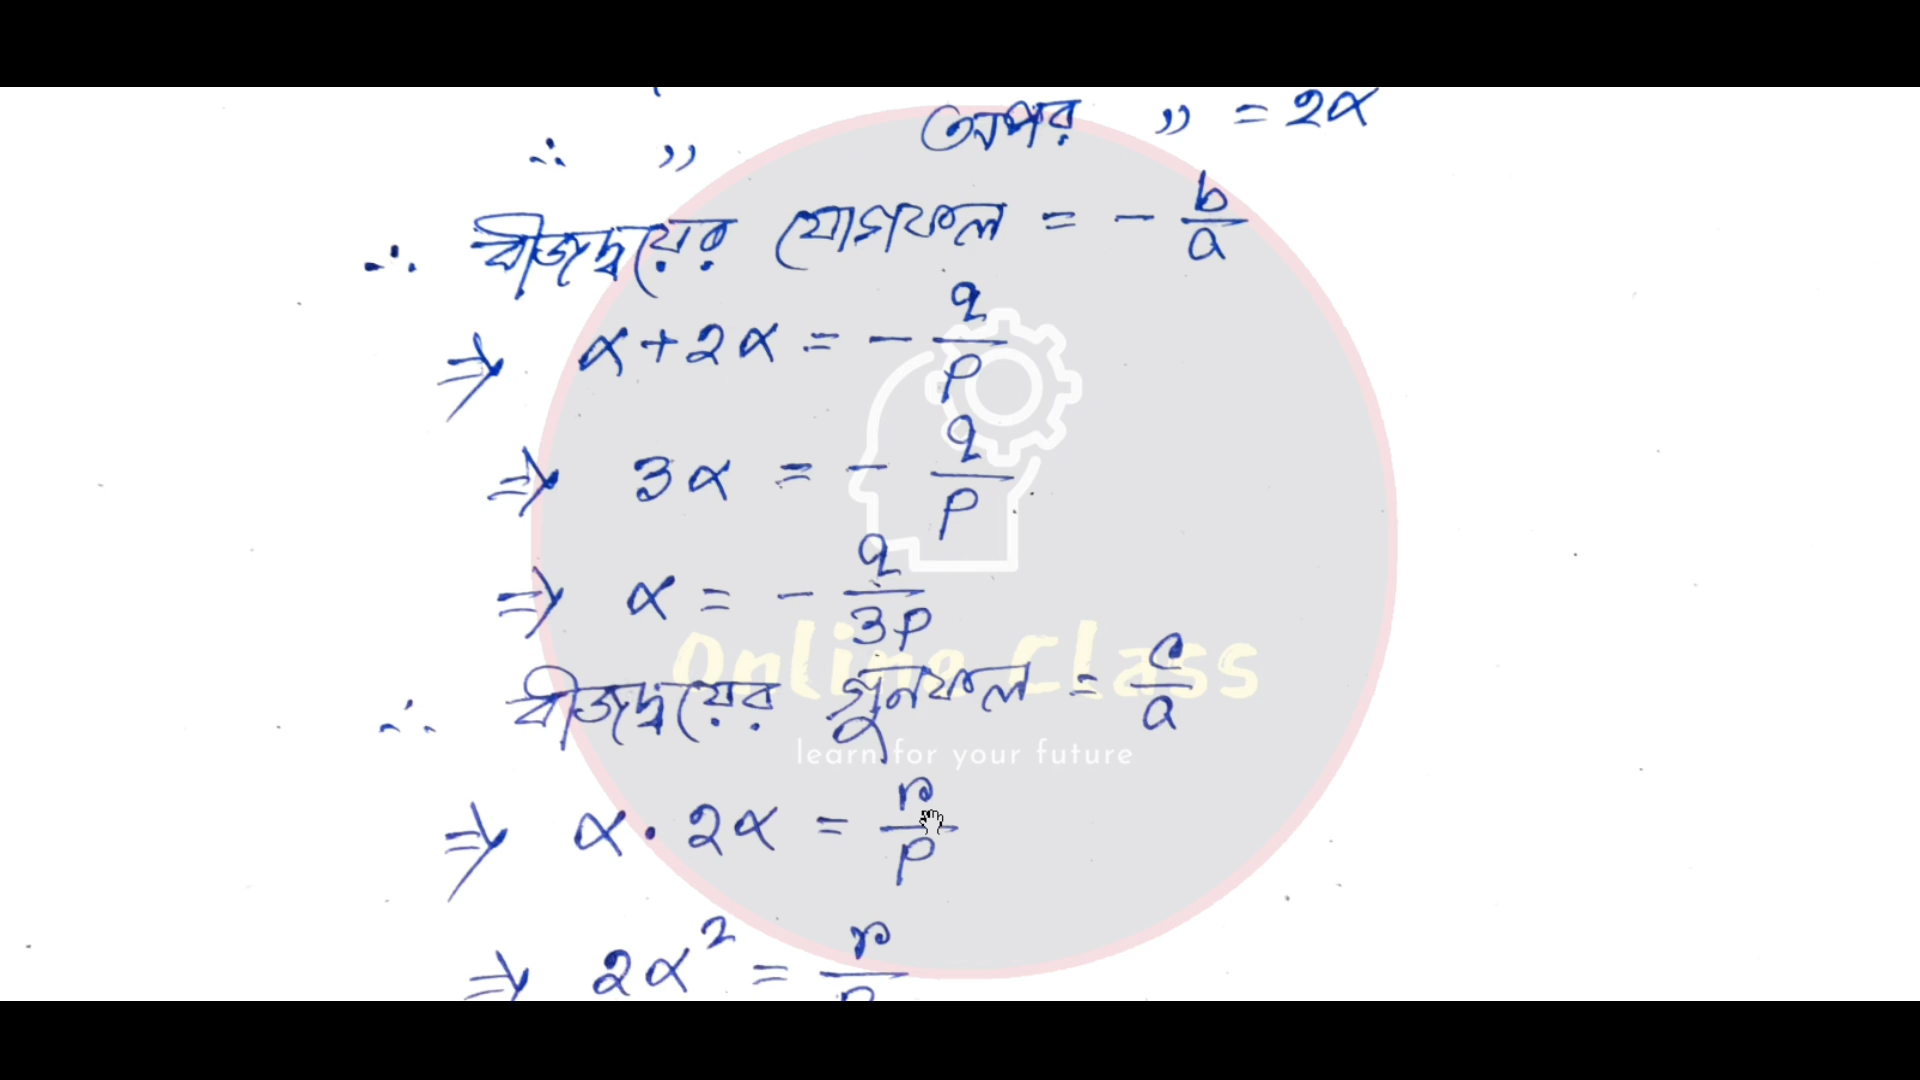 ∴ " অপর " = 2α
∴ বীজদ্বয়ের যোগফল = - b/a
⇒ α + 2α = - q/p
⇒ 3α = - q/p
⇒ α = - q/3p
Online Class
∴ বীজদ্বয়ের গুনফল = c/a
learn for your future
⇒ α · 2α = r/p
⇒ 2α² = r/p